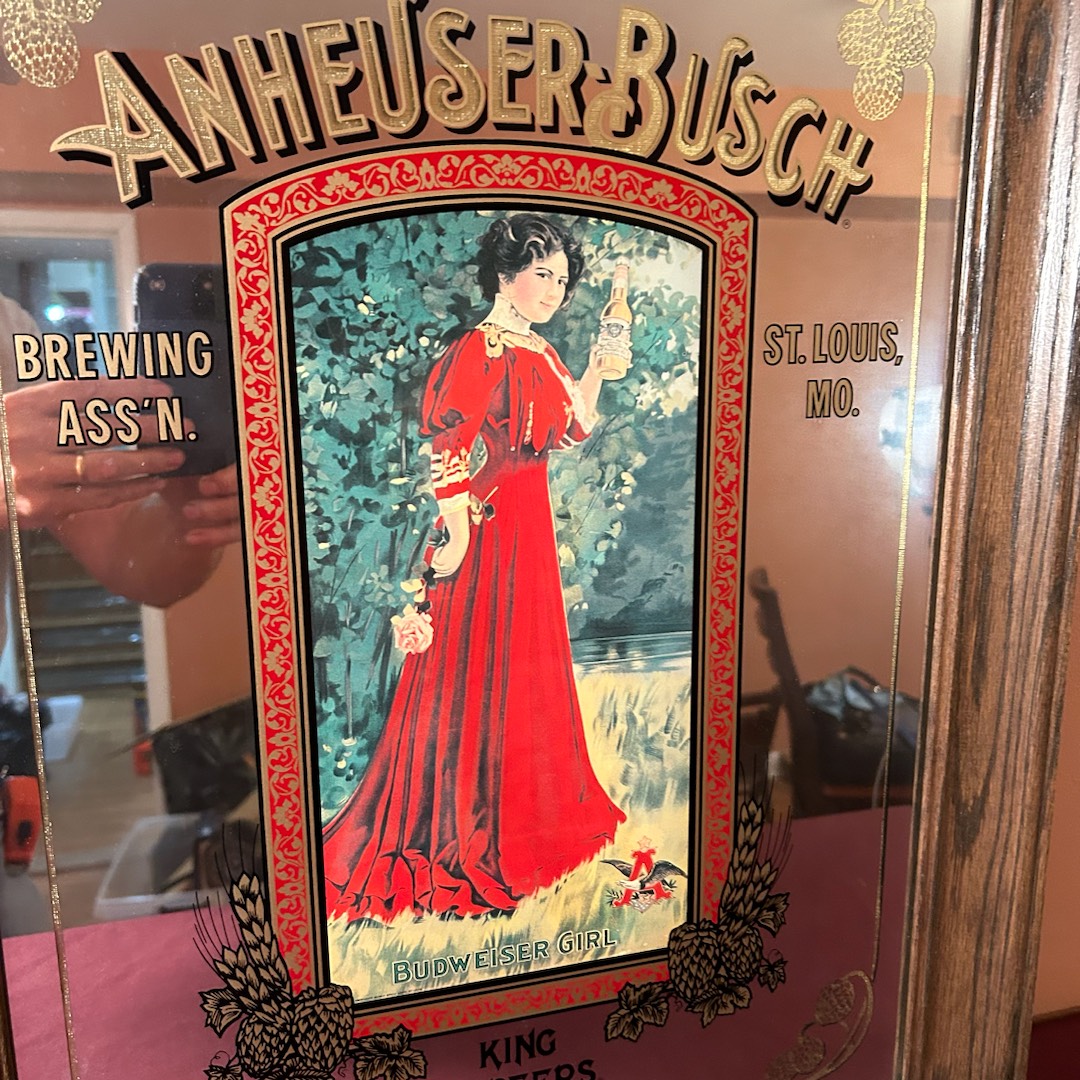 ANHEUSER-BUSCH
BREWING
ASS'N.
ST. LOUIS,
MO.
BUDWEISER GIRL
KING